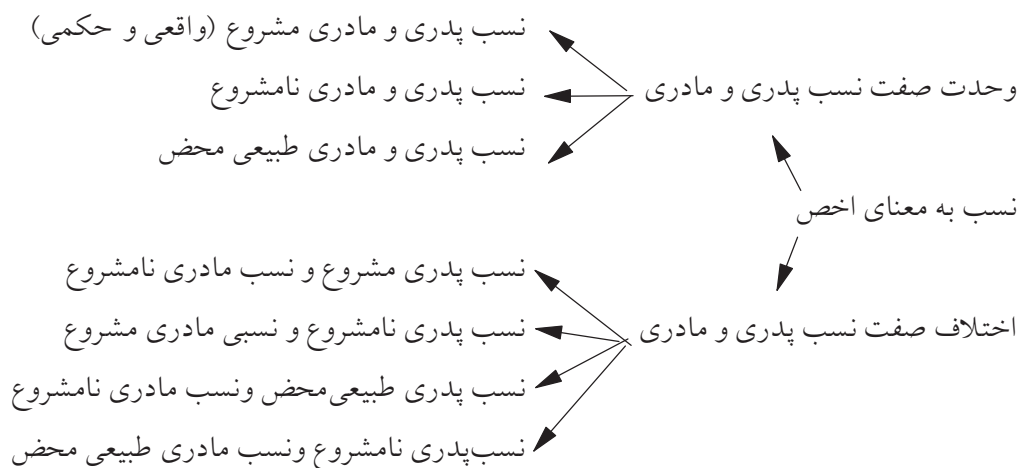 نسب پدری و مادری مشروع (واقعی و حکمی)
وحدت صفت نسب پدری و مادری
نسب پدری و مادری نامشروع
نسب پدری و مادری طبیعی محض
نسب به معنای اخص
نسب پدری مشروع و نسب مادری نامشروع
اختلاف صفت نسب پدری و مادری
نسب پدری نامشروع و نسبی مادری مشروع
نسب پدری طبیعی‌محض ونسب مادری نامشروع
نسب‌پدری نامشروع ونسب مادری طبیعی محض